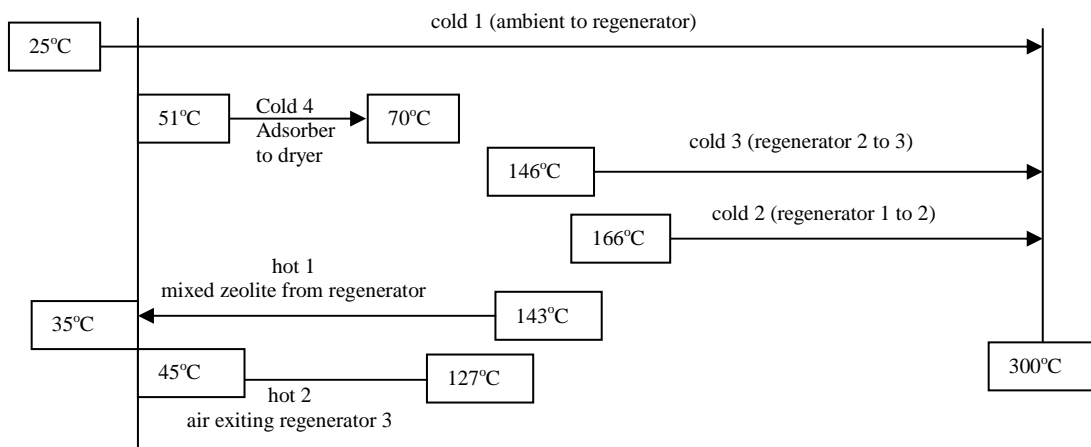 cold 1 (ambient to regenerator)
25°C
51°C
Cold 4
Adsorber
to dryer
70°C
cold 3 (regenerator 2 to 3)
146°C
cold 2 (regenerator 1 to 2)
166°C
hot 1
mixed zeolite from regenerator
35°C
143°C
300°C
45°C
127°C
hot 2
air exiting regenerator 3